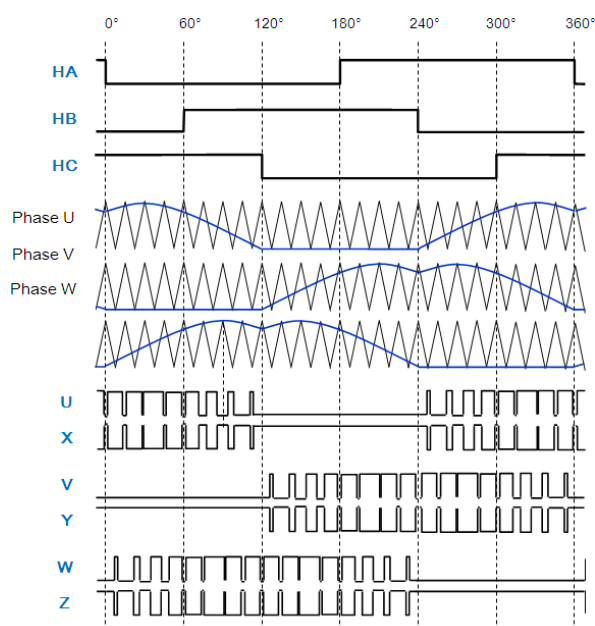 0° 60° 120° 180° 240° 300° 360°
HA
HB
HC
Phase U
Phase V
Phase W
U
X
V
Y
W
Z